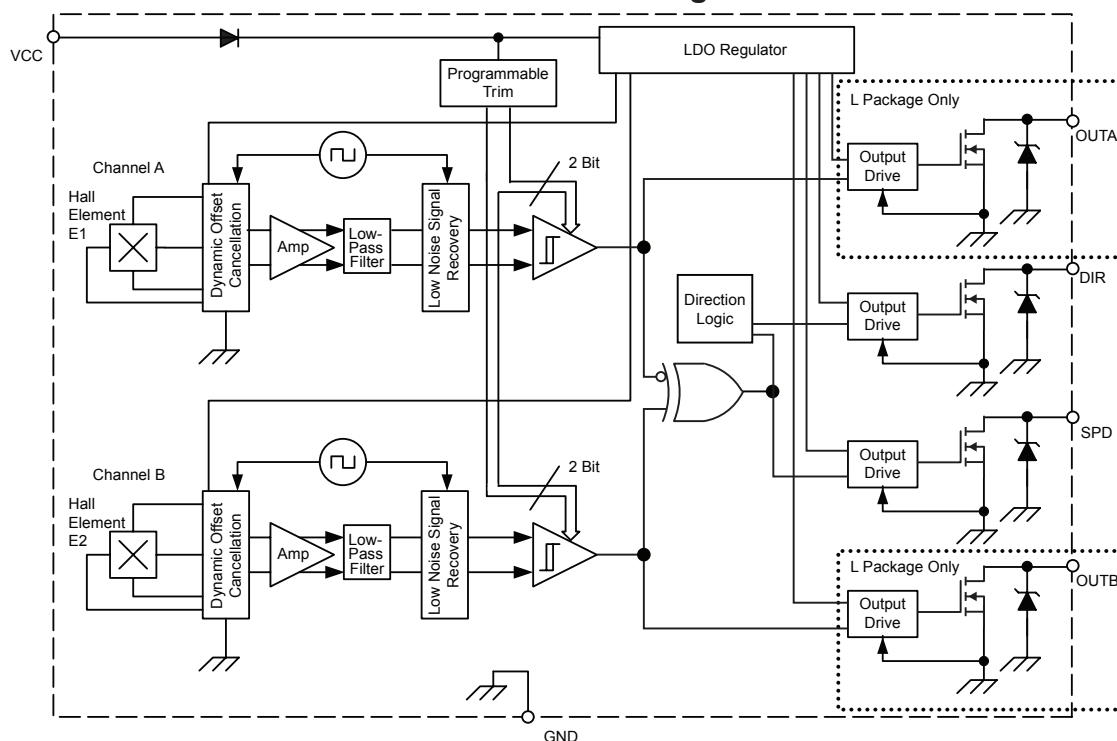 VCC
LDO Regulator
Programmable
Trim
L Package Only
OUTA
Output
Drive
2 Bit
Channel A
Hall
Element
E1
Dynamic Offset
Cancellation
Amp
Low-
Pass
Filter
Low Noise Signal
Recovery
DIR
Output
Drive
Direction
Logic
SPD
Output
Drive
2 Bit
Channel B
Hall
Element
E2
Dynamic Offset
Cancellation
Amp
Low-
Pass
Filter
Low Noise Signal
Recovery
L Package Only
OUTB
Output
Drive
GND